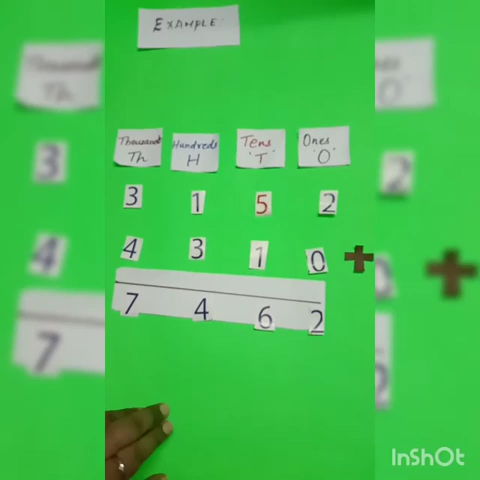 EXAMPLE:
Thousand Hundreds Tens Ones
Th H "T" "O"
3 1 5 2
4 3 1 0 +
7 4 6 2
InShOt